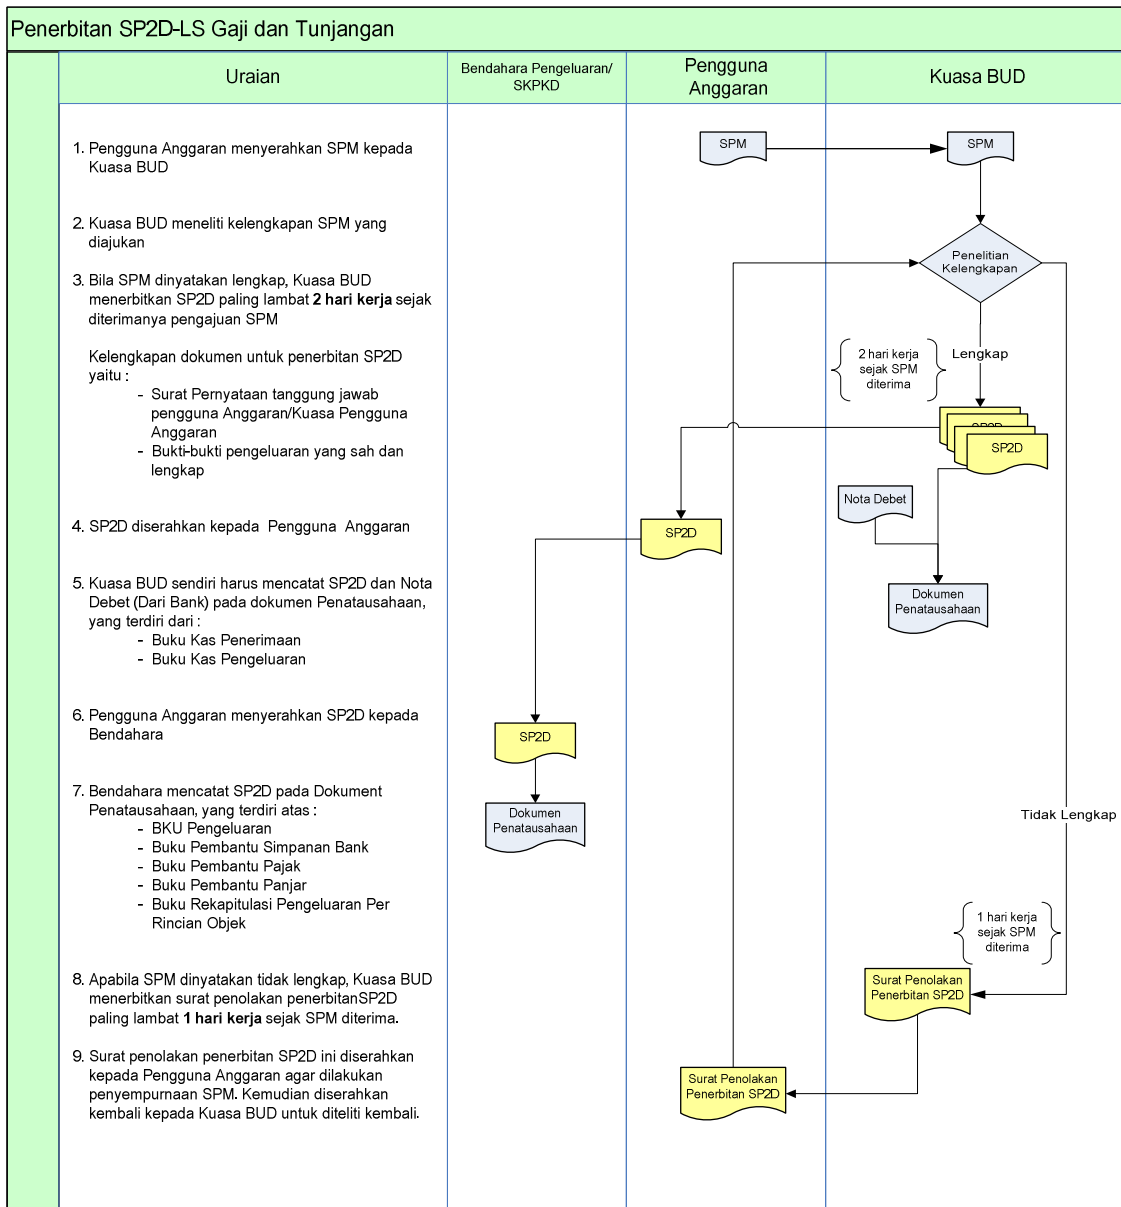 Penerbitan SP2D-LS Gaji dan Tunjangan
Uraian
Bendahara Pengeluaran/
SKPKD
Pengguna
Anggaran
Kuasa BUD
1. Pengguna Anggaran menyerahkan SPM kepada
Kuasa BUD
2. Kuasa BUD meneliti kelengkapan SPM yang
diajukan
3. Bila SPM dinyatakan lengkap, Kuasa BUD
menerbitkan SP2D paling lambat 2 hari kerja sejak
diterimanya pengajuan SPM
Kelengkapan dokumen untuk penerbitan SP2D
yaitu :
- Surat Pernyataan tanggung jawab
pengguna Anggaran/Kuasa Pengguna
Anggaran
- Bukti-bukti pengeluaran yang sah dan
lengkap
4. SP2D diserahkan kepada Pengguna Anggaran
5. Kuasa BUD sendiri harus mencatat SP2D dan Nota
Debet (Dari Bank) pada dokumen Penatausahaan,
yang terdiri dari :
- Buku Kas Penerimaan
- Buku Kas Pengeluaran
6. Pengguna Anggaran menyerahkan SP2D kepada
Bendahara
7. Bendahara mencatat SP2D pada Dokument
Penatausahaan, yang terdiri atas :
- BKU Pengeluaran
- Buku Pembantu Simpanan Bank
- Buku Pembantu Pajak
- Buku Pembantu Panjar
- Buku Rekapitulasi Pengeluaran Per
Rincian Objek
8. Apabila SPM dinyatakan tidak lengkap, Kuasa BUD
menerbitkan surat penolakan penerbitanSP2D
paling lambat 1 hari kerja sejak SPM diterima.
9. Surat penolakan penerbitan SP2D ini diserahkan
kepada Pengguna Anggaran agar dilakukan
penyempurnaan SPM. Kemudian diserahkan
kembali kepada Kuasa BUD untuk diteliti kembali.
SPM
SPM
Penelitian
Kelengkapan
2 hari kerja
sejak SPM
diterima
Lengkap
SP2D
SP2D
Nota Debet
SP2D
Dokumen
Penatausahaan
SP2D
Dokumen
Penatausahaan
Tidak Lengkap
1 hari kerja
sejak SPM
diterima
Surat Penolakan
Penerbitan SP2D
Surat Penolakan
Penerbitan SP2D